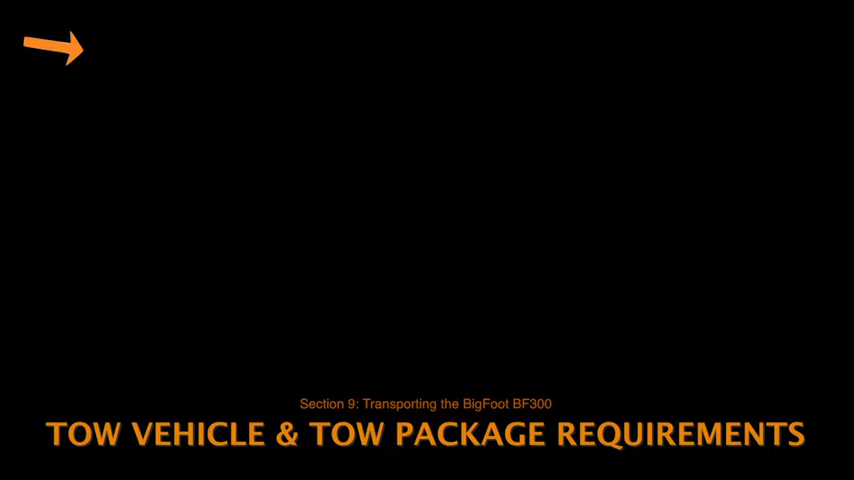 Section 9: Transporting the BigFoot BF300
TOW VEHICLE & TOW PACKAGE REQUIREMENTS